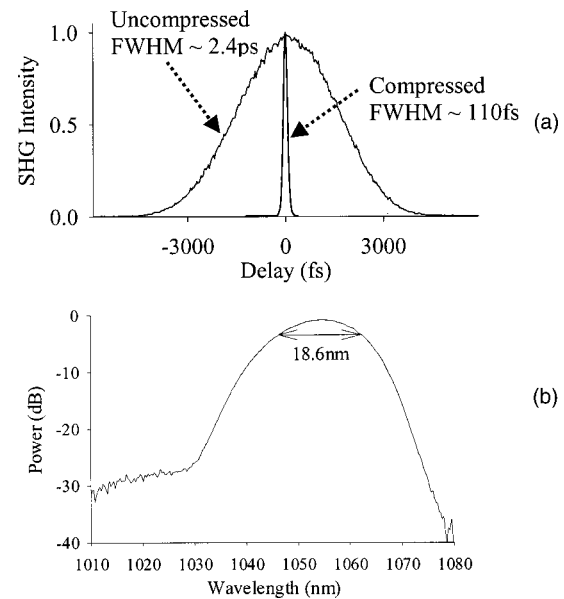 Uncompressed
FWHM ~ 2.4ps
Compressed
FWHM ~ 110fs
(a)
SHG Intensity
1.0
0.5
0.0
-3000
0
3000
Delay (fs)
(b)
Power (dB)
0
-10
-20
-30
-40
18.6nm
1010 1020 1030 1040 1050 1060 1070 1080
Wavelength (nm)